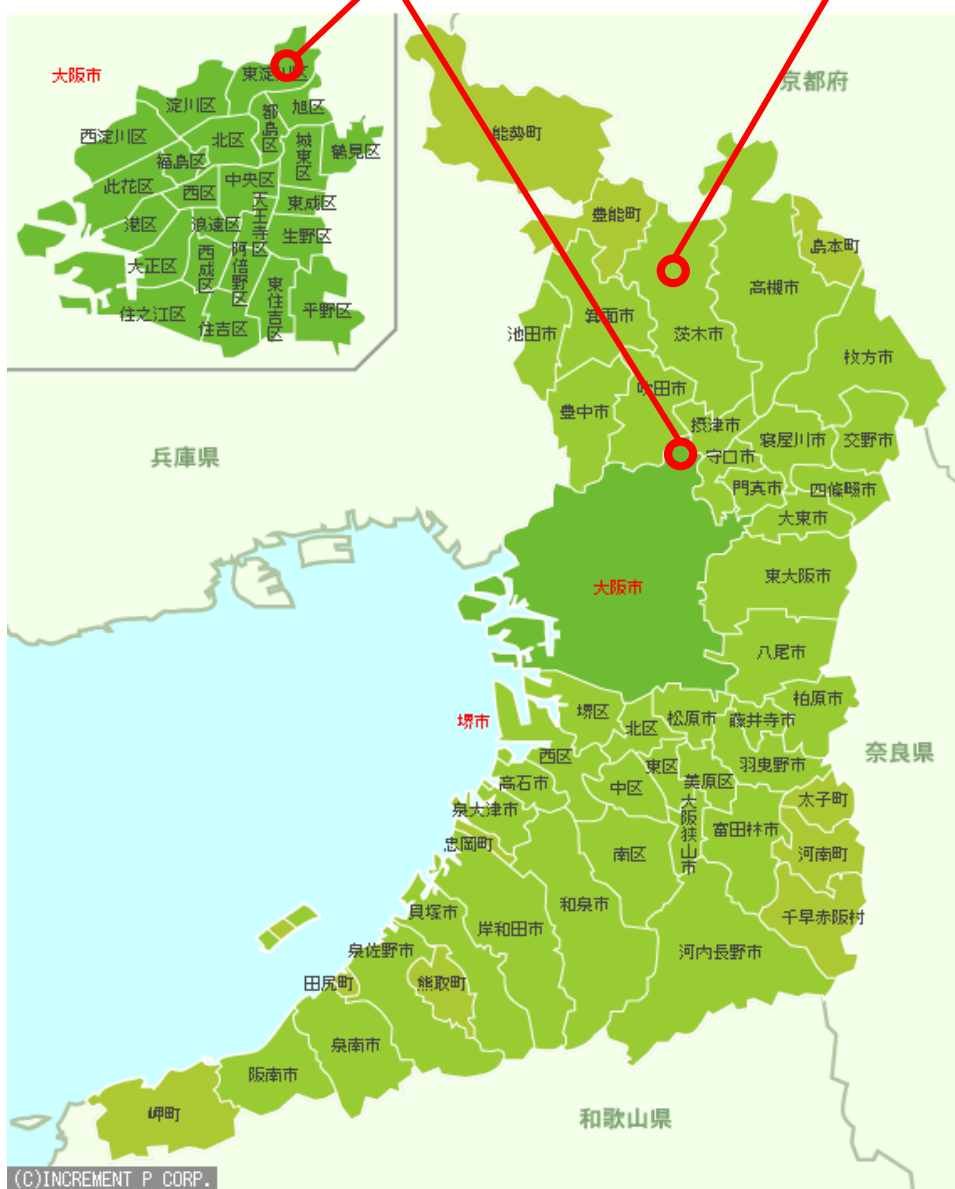 大阪市
東淀川区
淀川区
都島区
旭区
西淀川区
北区
城東区
鶴見区
福島区
此花区
西区
中央区
東成区
港区
浪速区
天王寺区
生野区
大正区
西成区
阿倍野区
東住吉区
平野区
住之江区
住吉区
京都府
能勢町
豊能町
島本町
高槻市
箕面市
池田市
茨木市
枚方市
吹田市
豊中市
摂津市
寝屋川市
交野市
守口市
兵庫県
門真市
四條畷市
大東市
東大阪市
大阪市
八尾市
柏原市
堺市
堺区
北区
松原市
藤井寺市
奈良県
西区
東区
羽曳野市
高石市
中区
美原区
太子町
泉大津市
大阪狭山市
富田林市
忠岡町
南区
河南町
和泉市
貝塚市
岸和田市
千早赤阪村
泉佐野市
河内長野市
田尻町
熊取町
泉南市
阪南市
岬町
和歌山県
(C)INCREMENT P CORP.